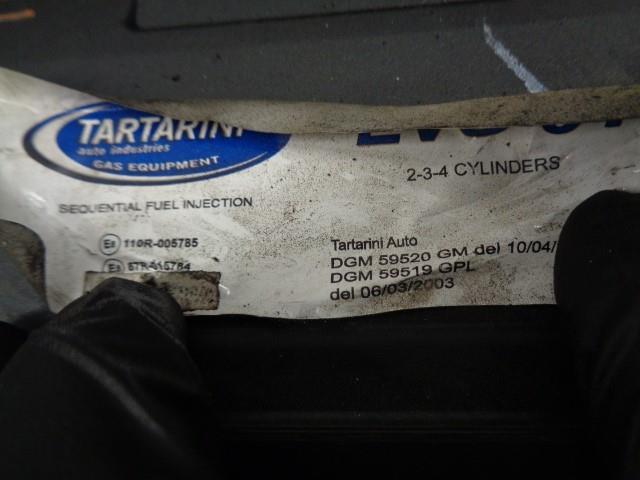 TARTARINI
auto industries
GAS EQUIPMENT
2-3-4 CYLINDERS
SEQUENTIAL FUEL INJECTION
E8 110R-005785
Tartarini Auto
DGM 59520 GM del 10/04/
DGM 59519 GPL
del 06/03/2003